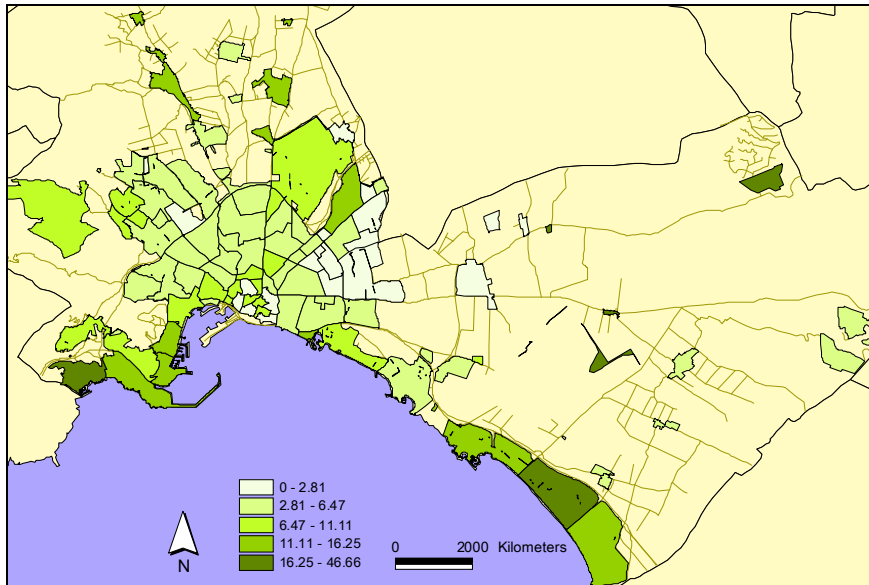 0 - 2.81
2.81 - 6.47
6.47 - 11.11
11.11 - 16.25
16.25 - 46.66
N
0 2000 Kilometers